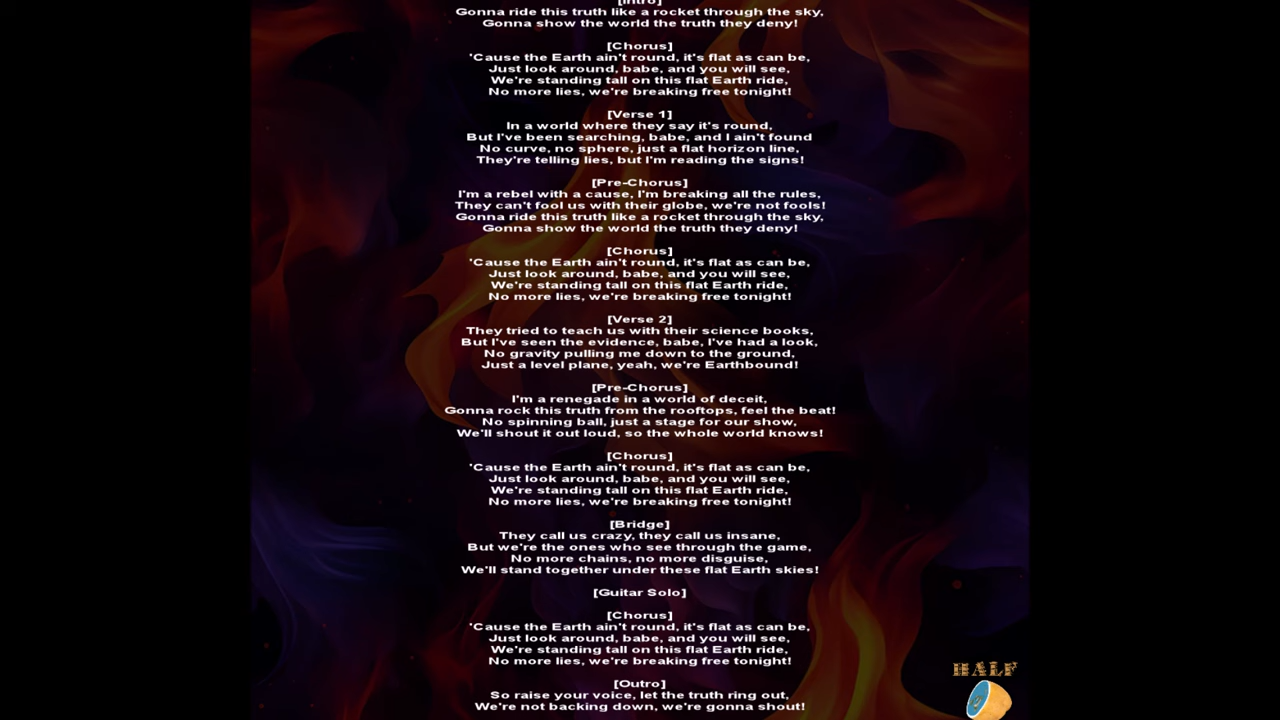 [Intro]
Gonna ride this truth like a rocket through the sky,
Gonna show the world the truth they deny!
[Chorus]
'Cause the Earth ain't round, it's flat as can be,
Just look around, babe, and you will see,
We're standing tall on this flat Earth ride,
No more lies, we're breaking free tonight!
[Verse 1]
In a world where they say it's round,
But I've been searching, babe, and I ain't found
No curve, no sphere, just a flat horizon line,
They're telling lies, but I'm reading the signs!
[Pre-Chorus]
I'm a rebel with a cause, I'm breaking all the rules,
They can't fool us with their globe, we're not fools!
Gonna ride this truth like a rocket through the sky,
Gonna show the world the truth they deny!
[Chorus]
'Cause the Earth ain't round, it's flat as can be,
Just look around, babe, and you will see,
We're standing tall on this flat Earth ride,
No more lies, we're breaking free tonight!
[Verse 2]
They tried to teach us with their science books,
But I've seen the evidence, babe, I've had a look,
No gravity pulling me down to the ground,
Just a level plane, yeah, we're Earthbound!
[Pre-Chorus]
I'm a renegade in a world of deceit,
Gonna rock this truth from the rooftops, feel the beat!
No spinning ball, just a stage for our show,
We'll shout it out loud, so the whole world knows!
[Chorus]
'Cause the Earth ain't round, it's flat as can be,
Just look around, babe, and you will see,
We're standing tall on this flat Earth ride,
No more lies, we're breaking free tonight!
[Bridge]
They call us crazy, they call us insane,
But we're the ones who see through the game,
No more chains, no more disguise,
We'll stand together under these flat Earth skies!
[Guitar Solo]
[Chorus]
'Cause the Earth ain't round, it's flat as can be,
Just look around, babe, and you will see,
We're standing tall on this flat Earth ride,
No more lies, we're breaking free tonight!
[Outro]
So raise your voice, let the truth ring out,
We're not backing down, we're gonna shout!
HALF